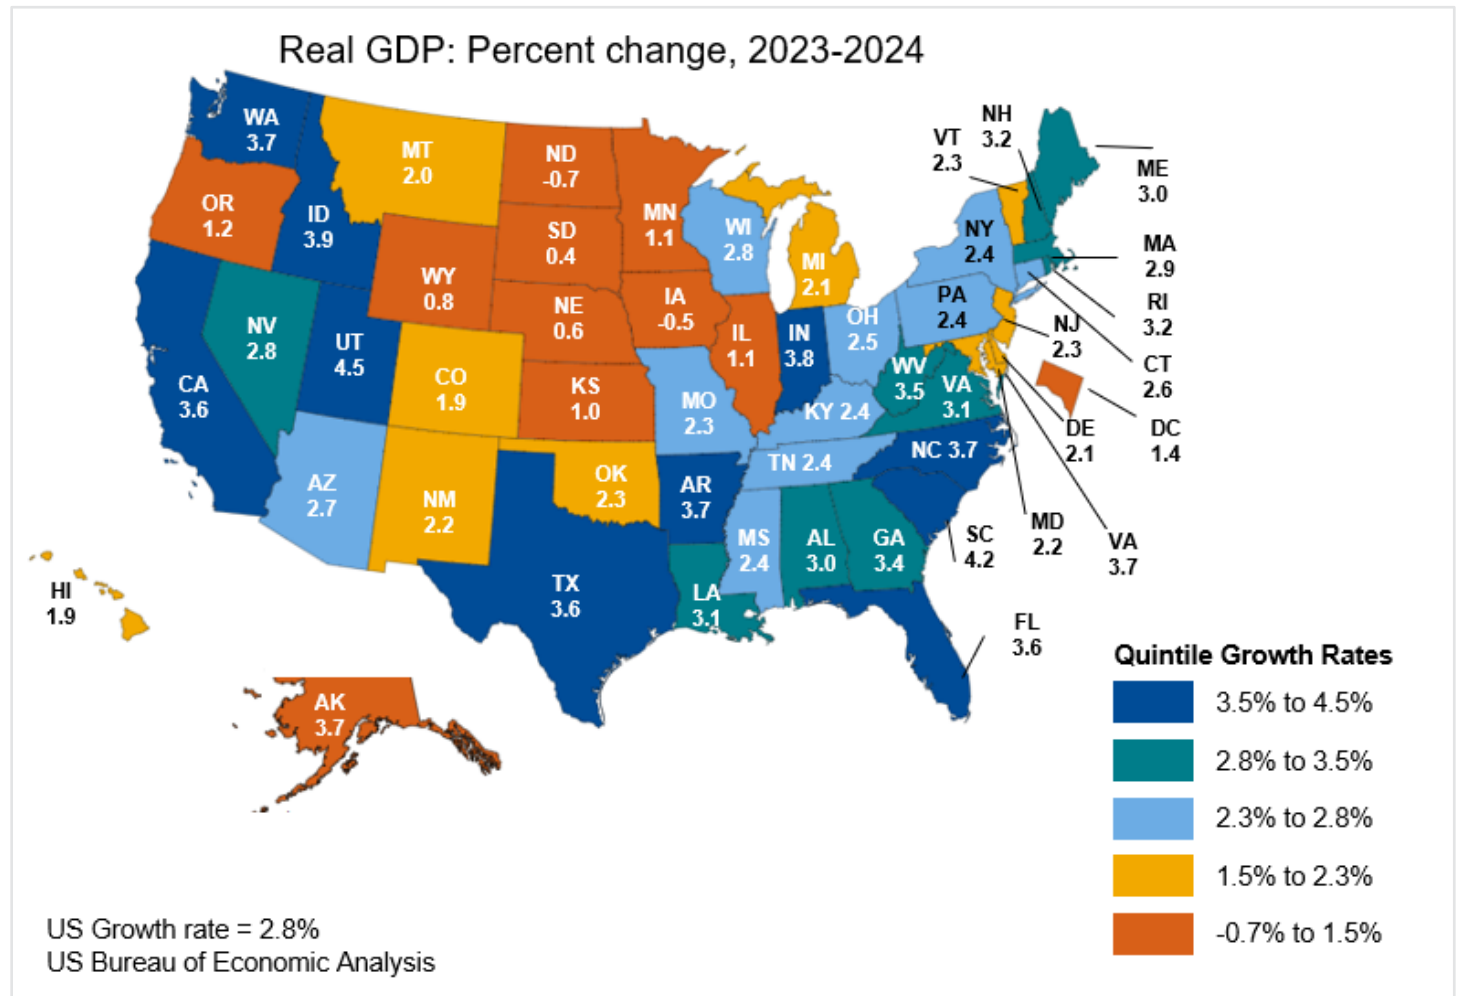 Real GDP: Percent change, 2023-2024
WA
3.7
OR
1.2
CA
3.6
ID
3.9
NV
2.8
UT
4.5
AZ
2.7
MT
2.0
WY
0.8
CO
1.9
NM
2.2
ND
-0.7
SD
0.4
NE
0.6
KS
1.0
OK
2.3
TX
3.6
MN
1.1
IA
-0.5
MO
2.3
AR
3.7
LA
3.1
WI
2.8
IL
1.1
MI
2.1
IN
3.8
OH
2.5
KY 2.4
TN 2.4
MS
2.4
AL
3.0
GA
3.4
WV
3.5
VA
3.1
NC 3.7
PA
2.4
NY
2.4
VT
2.3
NH
3.2
ME
3.0
MA
2.9
RI
3.2
CT
2.6
NJ
2.3
DE
2.1
DC
1.4
MD
2.2
VA
3.7
SC
4.2
FL
3.6
HI
1.9
AK
3.7
Quintile Growth Rates
3.5% to 4.5%
2.8% to 3.5%
2.3% to 2.8%
1.5% to 2.3%
-0.7% to 1.5%
US Growth rate = 2.8%
US Bureau of Economic Analysis